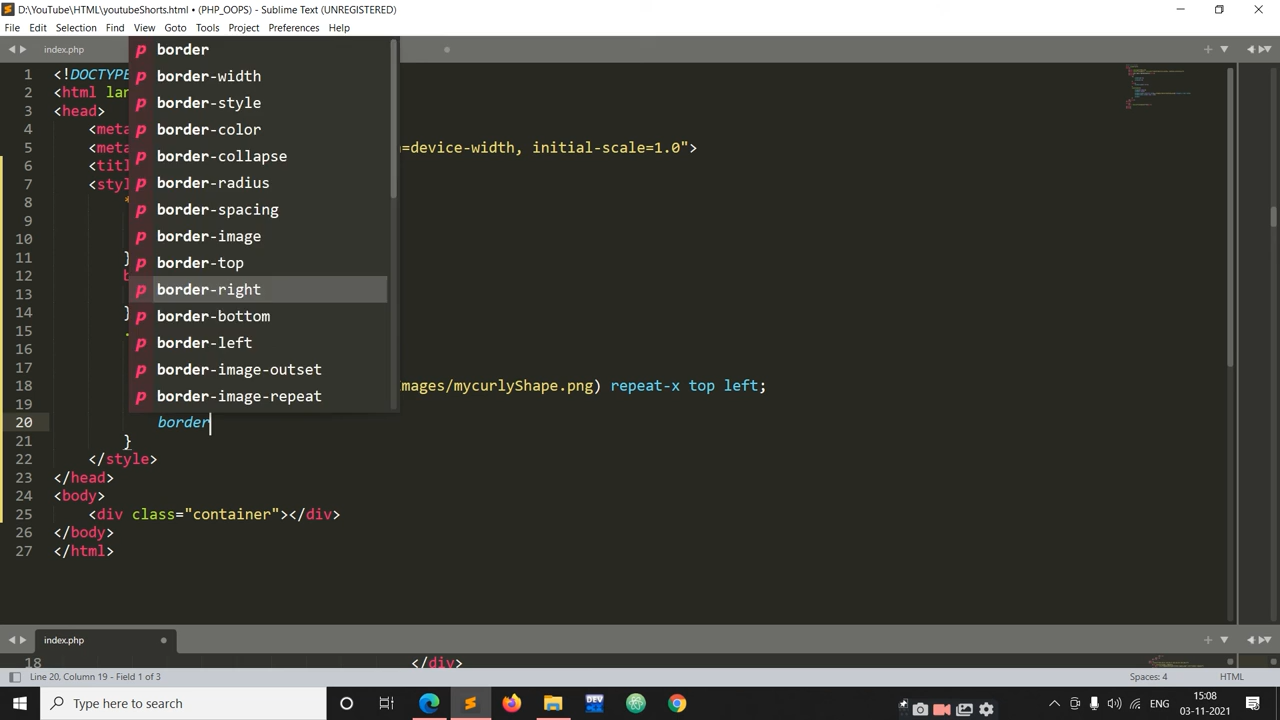 D:\YouTube\HTML\youtubeShorts.html • (PHP_OOPS) - Sublime Text (UNREGISTERED)
File Edit Selection Find View Goto Tools Project Preferences Help
index.php
border
border-width
border-style
border-color
border-collapse
border-radius
border-spacing
border-image
border-top
border-right
border-bottom
border-left
border-image-outset
border-image-repeat
1 <!DOCTYPE
2 <html lan
3 <head>
4 <meta
5 <meta =device-width, initial-scale=1.0">
6 <titl
7 <styl
8 *
9
10
11 }
12 b
13
14 }
15 .
16
17
18 mages/mycurlyShape.png) repeat-x top left;
19
20 border
21 }
22 </style>
23 </head>
24 <body>
25 <div class="container"></div>
26 </body>
27 </html>
index.php
18 </div>
Line 20, Column 19 - Field 1 of 3
Spaces: 4
HTML
Type here to search
DEV
ENG
15:08
03-11-2021